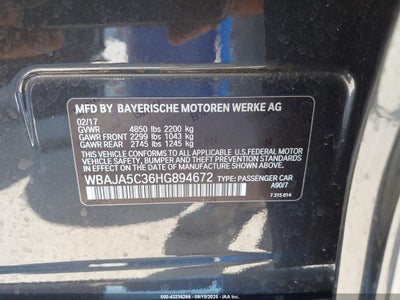 MFD BY BAYERISCHE MOTOREN WERKE AG
02/17
GVWR 4850 lbs 2200 kg
GAWR FRONT 2299 lbs 1043 kg
GAWR REAR 2745 lbs 1245 kg
THIS VEHICLE CONFORMS TO ALL APPLICABLE U.S.FEDERAL MOTOR
VEHICLE SAFETY, BUMPER, AND THEFT PREVENTION STANDARDS
IN EFFECT ON THE DATE OF MANUFACTURE SHOWN ABOVE.
WBAJA5C36HG894672 TYPE: PASSENGER CAR
A90/7
7 315 814
000-43236266 - (09/15/2025) - IAAI.COM